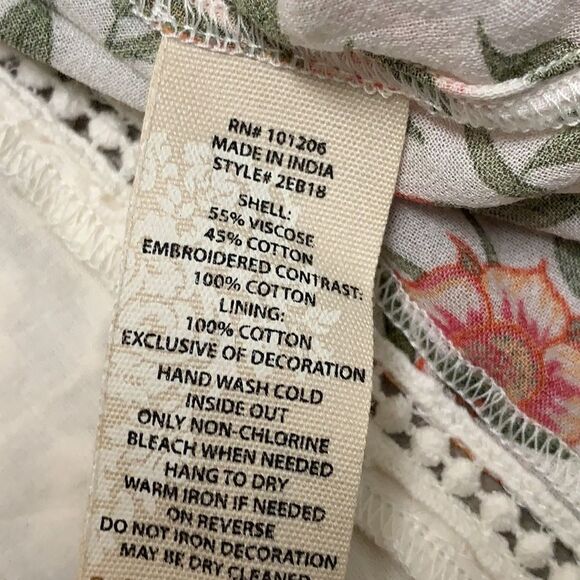 RN# 101206
MADE IN INDIA
STYLE# 2EB18
SHELL:
55% VISCOSE
45% COTTON
EMBROIDERED CONTRAST:
100% COTTON
LINING:
100% COTTON
EXCLUSIVE OF DECORATION
HAND WASH COLD
INSIDE OUT
ONLY NON-CHLORINE
BLEACH WHEN NEEDED
HANG TO DRY
WARM IRON IF NEEDED
ON REVERSE
DO NOT IRON DECORATION
MAY BE DRY CLEANED